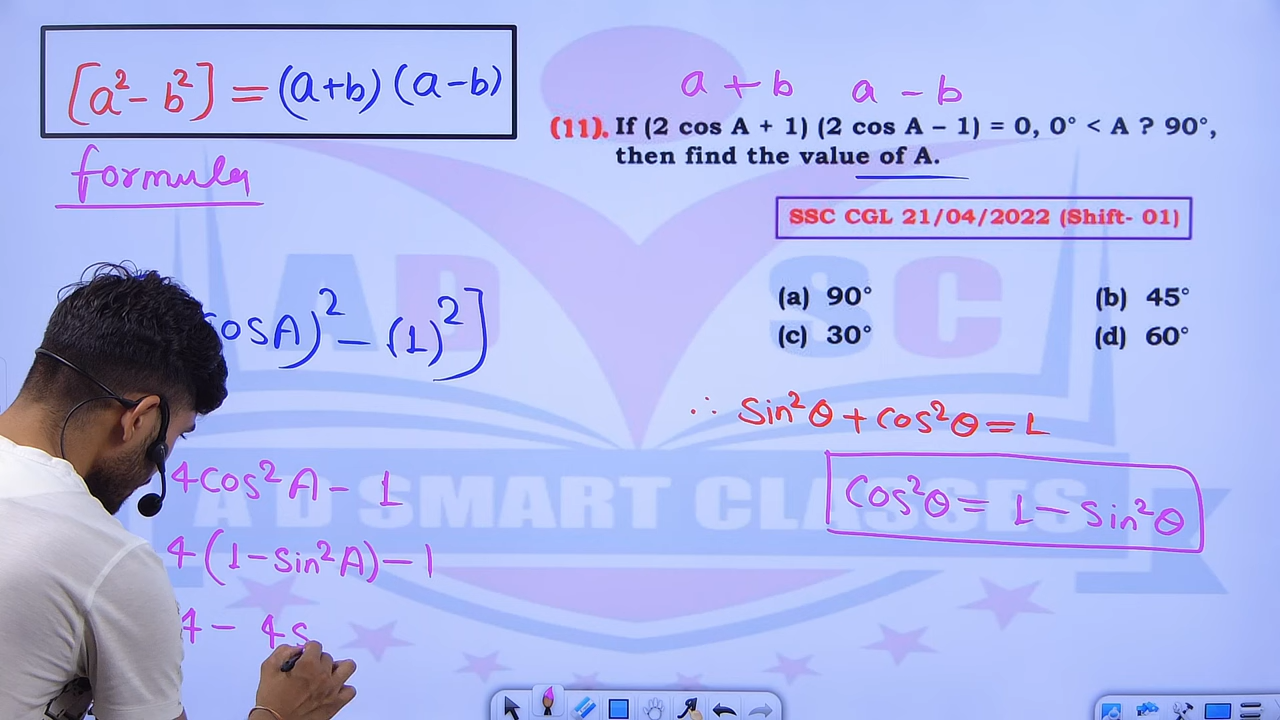 [a² - b²] = (a+b) (a-b)
formula
a + b a - b
(11). If (2 cos A + 1) (2 cos A – 1) = 0, 0° < A ? 90°,
then find the value of A.
SSC CGL 21/04/2022 (Shift- 01)
(a) 90° (b) 45°
(c) 30° (d) 60°
cosA)² - (1)²]
∴ Sin²θ + cos²θ = 1
4cos²A - 1
Cos²θ = 1 - Sin²θ
4(1-sin²A) - 1
4 - 4s
AD SC
A D SMART CLASSES